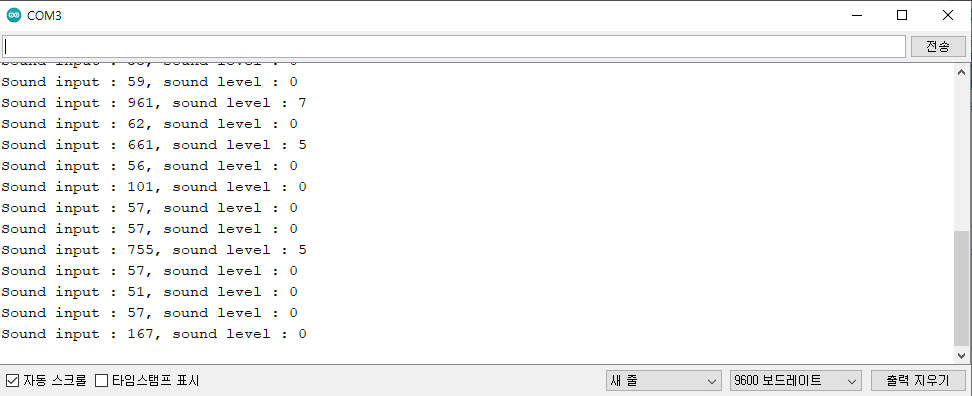 COM3
전송
Sound input : 59, sound level : 0
Sound input : 961, sound level : 7
Sound input : 62, sound level : 0
Sound input : 661, sound level : 5
Sound input : 56, sound level : 0
Sound input : 101, sound level : 0
Sound input : 57, sound level : 0
Sound input : 57, sound level : 0
Sound input : 755, sound level : 5
Sound input : 57, sound level : 0
Sound input : 51, sound level : 0
Sound input : 57, sound level : 0
Sound input : 167, sound level : 0
자동 스크롤 타임스탬프 표시 새 줄 9600 보드레이트 출력 지우기